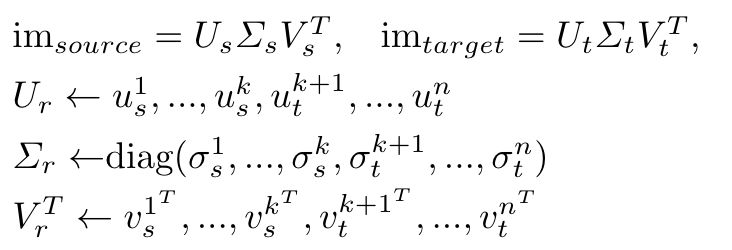 im_{source} = U_s Σ_s V_s^T,   im_{target} = U_t Σ_t V_t^T,
U_r ← u_s^1, ..., u_s^k, u_t^{k+1}, ..., u_t^n
Σ_r ← diag(σ_s^1, ..., σ_s^k, σ_t^{k+1}, ..., σ_t^n)
V_r^T ← v_s^{1^T}, ..., v_s^{k^T}, v_t^{k+1^T}, ..., v_t^{n^T}